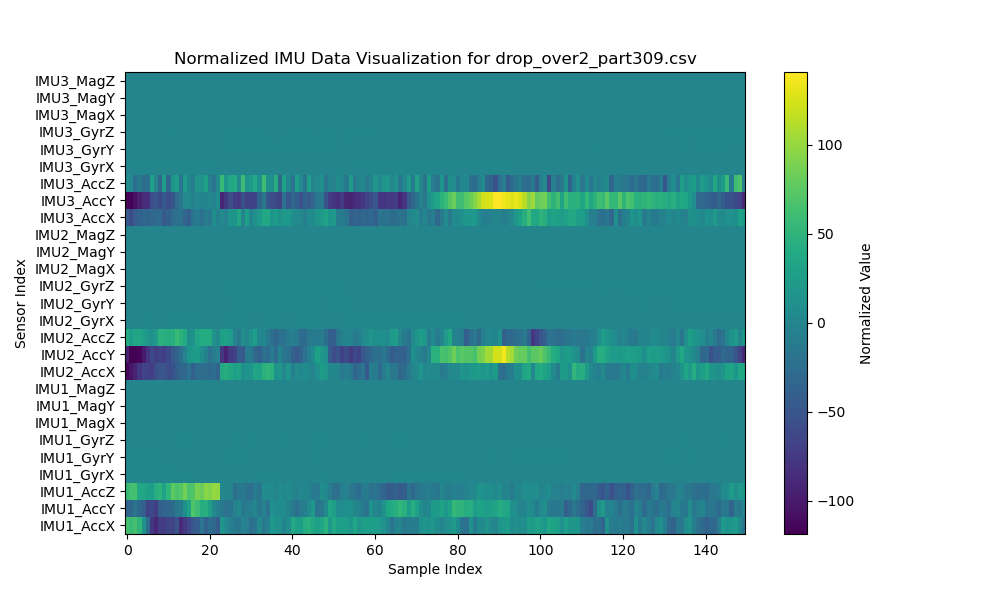 Normalized IMU Data Visualization for drop_over2_part309.csv
IMU3_MagZ
IMU3_MagY
IMU3_MagX
IMU3_GyrZ
IMU3_GyrY
IMU3_GyrX
IMU3_AccZ
IMU3_AccY
IMU3_AccX
IMU2_MagZ
IMU2_MagY
IMU2_MagX
IMU2_GyrZ
IMU2_GyrY
IMU2_GyrX
IMU2_AccZ
IMU2_AccY
IMU2_AccX
IMU1_MagZ
IMU1_MagY
IMU1_MagX
IMU1_GyrZ
IMU1_GyrY
IMU1_GyrX
IMU1_AccZ
IMU1_AccY
IMU1_AccX
Sensor Index
0 20 40 60 80 100 120 140
Sample Index
100
50
0
−50
−100
Normalized Value